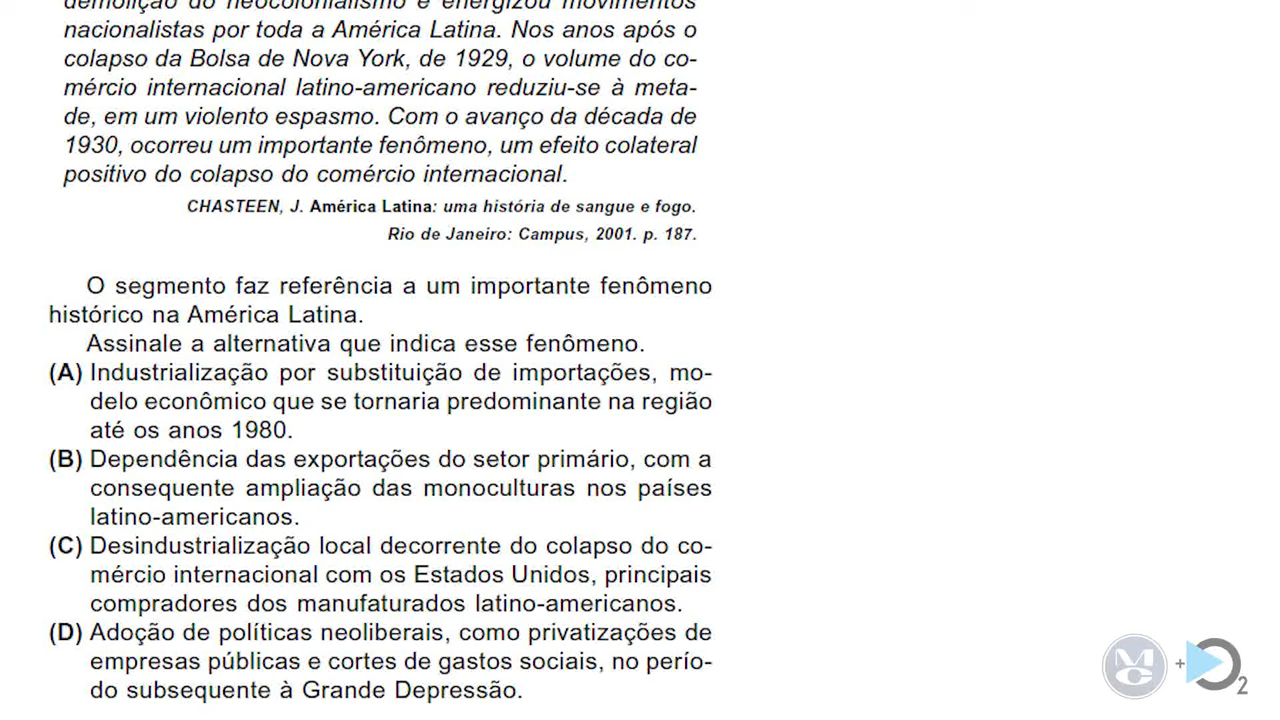 demolição do neocolonialismo e energizou movimentos
nacionalistas por toda a América Latina. Nos anos após o
colapso da Bolsa de Nova York, de 1929, o volume do co-
mércio internacional latino-americano reduziu-se à meta-
de, em um violento espasmo. Com o avanço da década de
1930, ocorreu um importante fenômeno, um efeito colateral
positivo do colapso do comércio internacional.
CHASTEEN, J. América Latina: uma história de sangue e fogo.
Rio de Janeiro: Campus, 2001. p. 187.
O segmento faz referência a um importante fenômeno
histórico na América Latina.
Assinale a alternativa que indica esse fenômeno.
(A) Industrialização por substituição de importações, mo-
delo econômico que se tornaria predominante na região
até os anos 1980.
(B) Dependência das exportações do setor primário, com a
consequente ampliação das monoculturas nos países
latino-americanos.
(C) Desindustrialização local decorrente do colapso do co-
mércio internacional com os Estados Unidos, principais
compradores dos manufaturados latino-americanos.
(D) Adoção de políticas neoliberais, como privatizações de
empresas públicas e cortes de gastos sociais, no perío-
do subsequente à Grande Depressão.
MC + 2